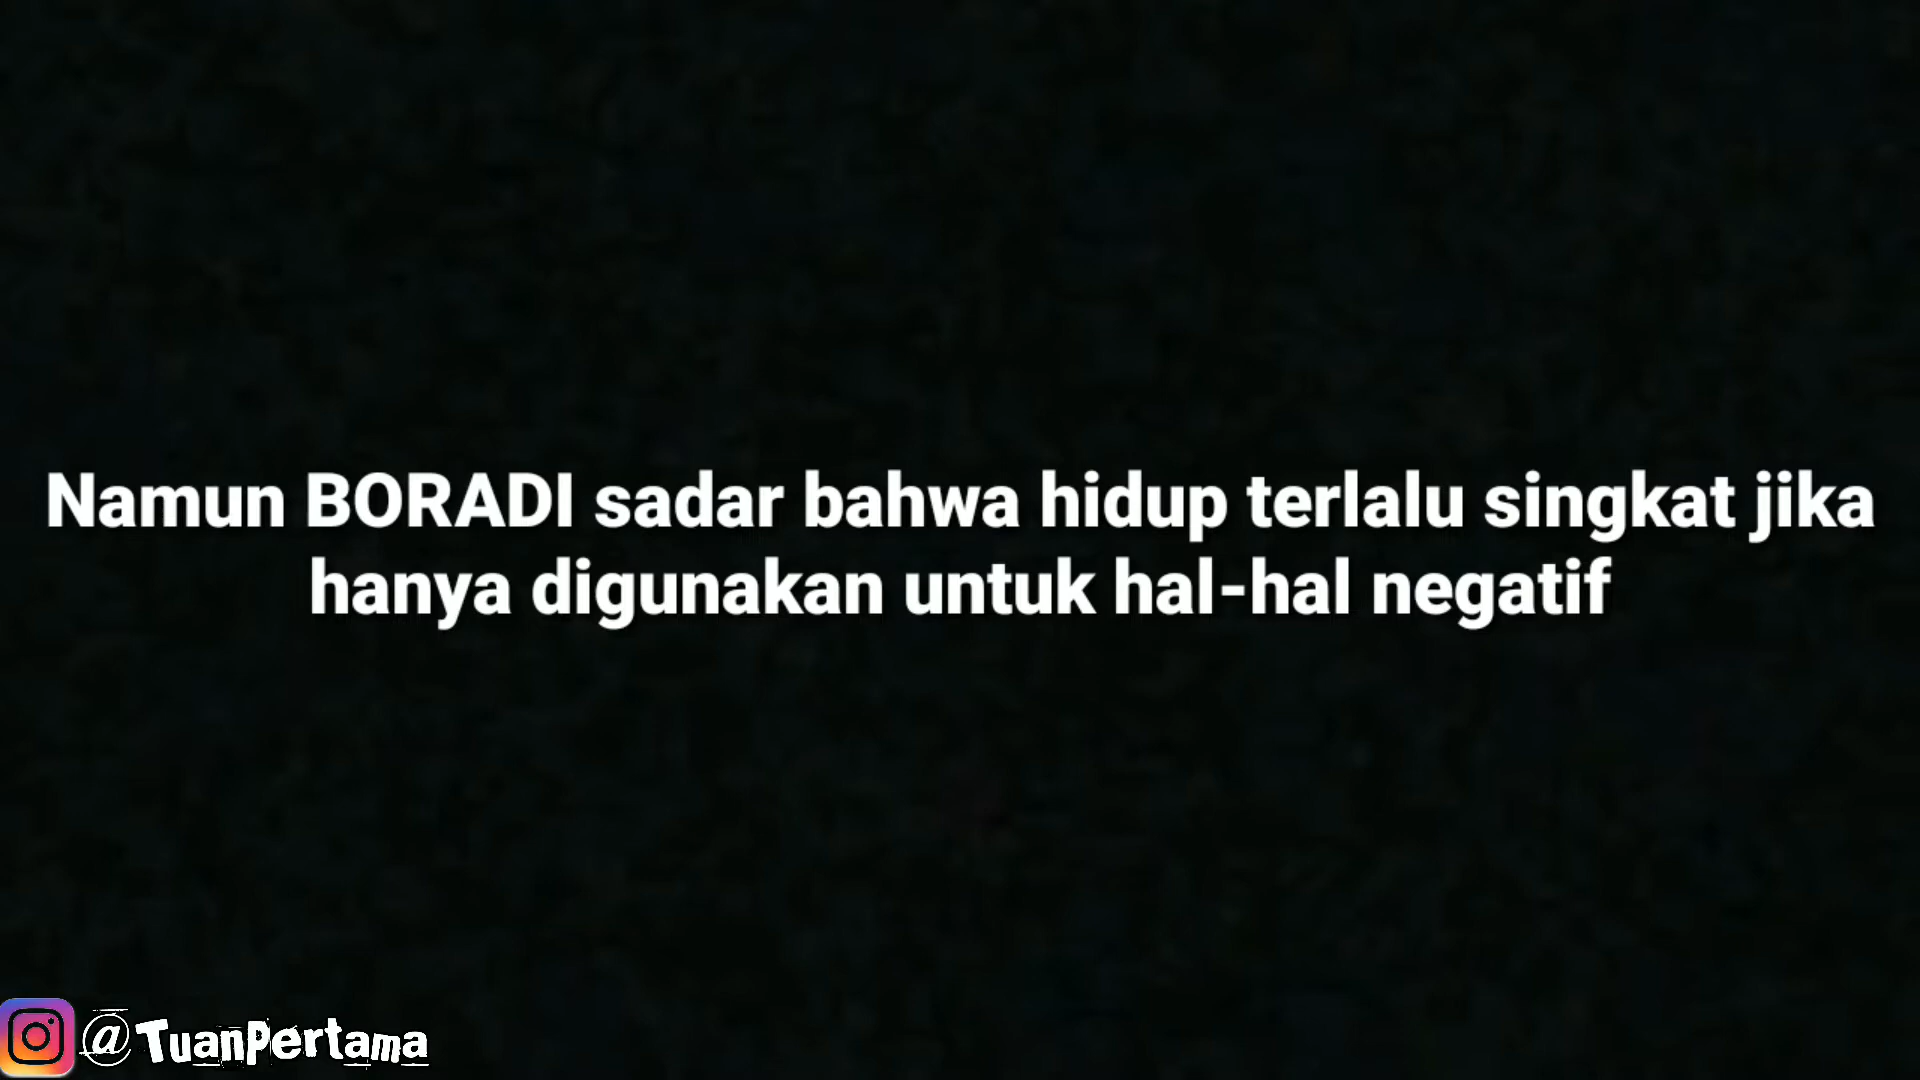 Namun BORADI sadar bahwa hidup terlalu singkat jika
hanya digunakan untuk hal-hal negatif
@TuanPertama